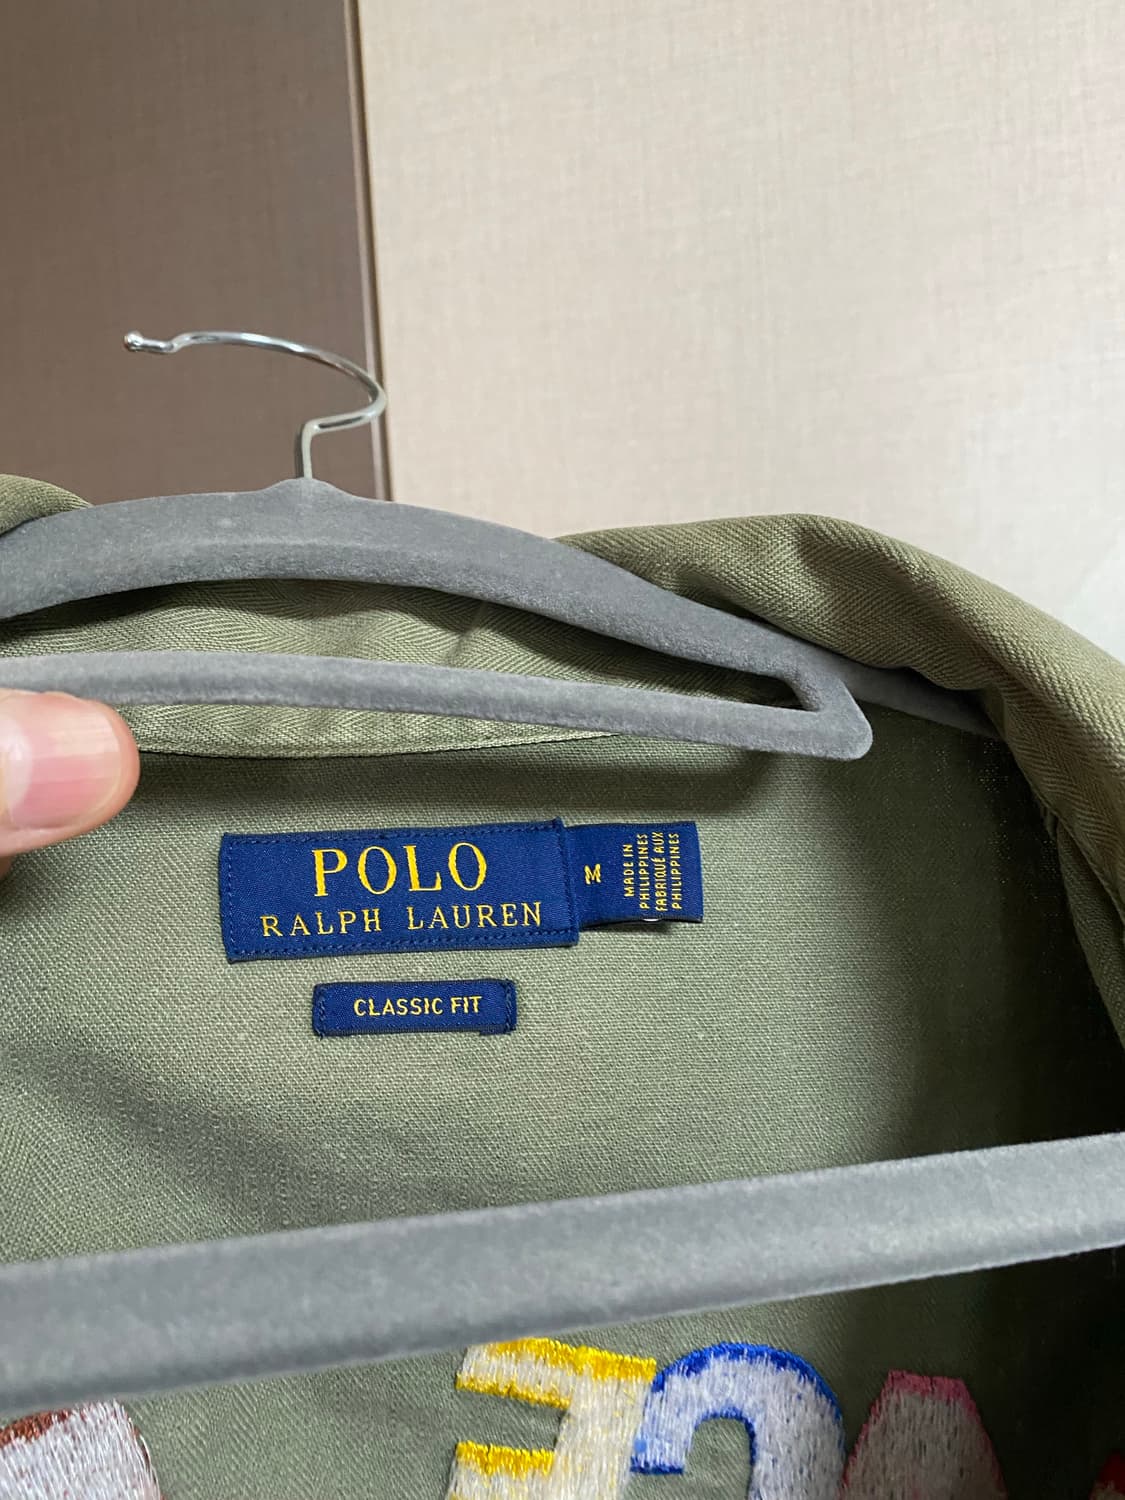 POLO
RALPH LAUREN
M
MADE IN
PHILIPPINES
FABRIQUÉ AUX
PHILIPPINES
CLASSIC FIT